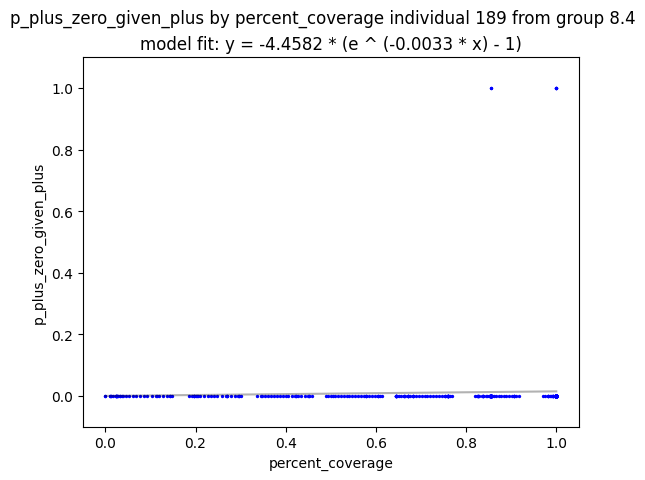 p_plus_zero_given_plus by percent_coverage individual 189 from group 8.4
model fit: y = -4.4582 * (e ^ (-0.0033 * x) - 1)
1.0
0.8
0.6
0.4
0.2
0.0
p_plus_zero_given_plus
0.0 0.2 0.4 0.6 0.8 1.0
percent_coverage